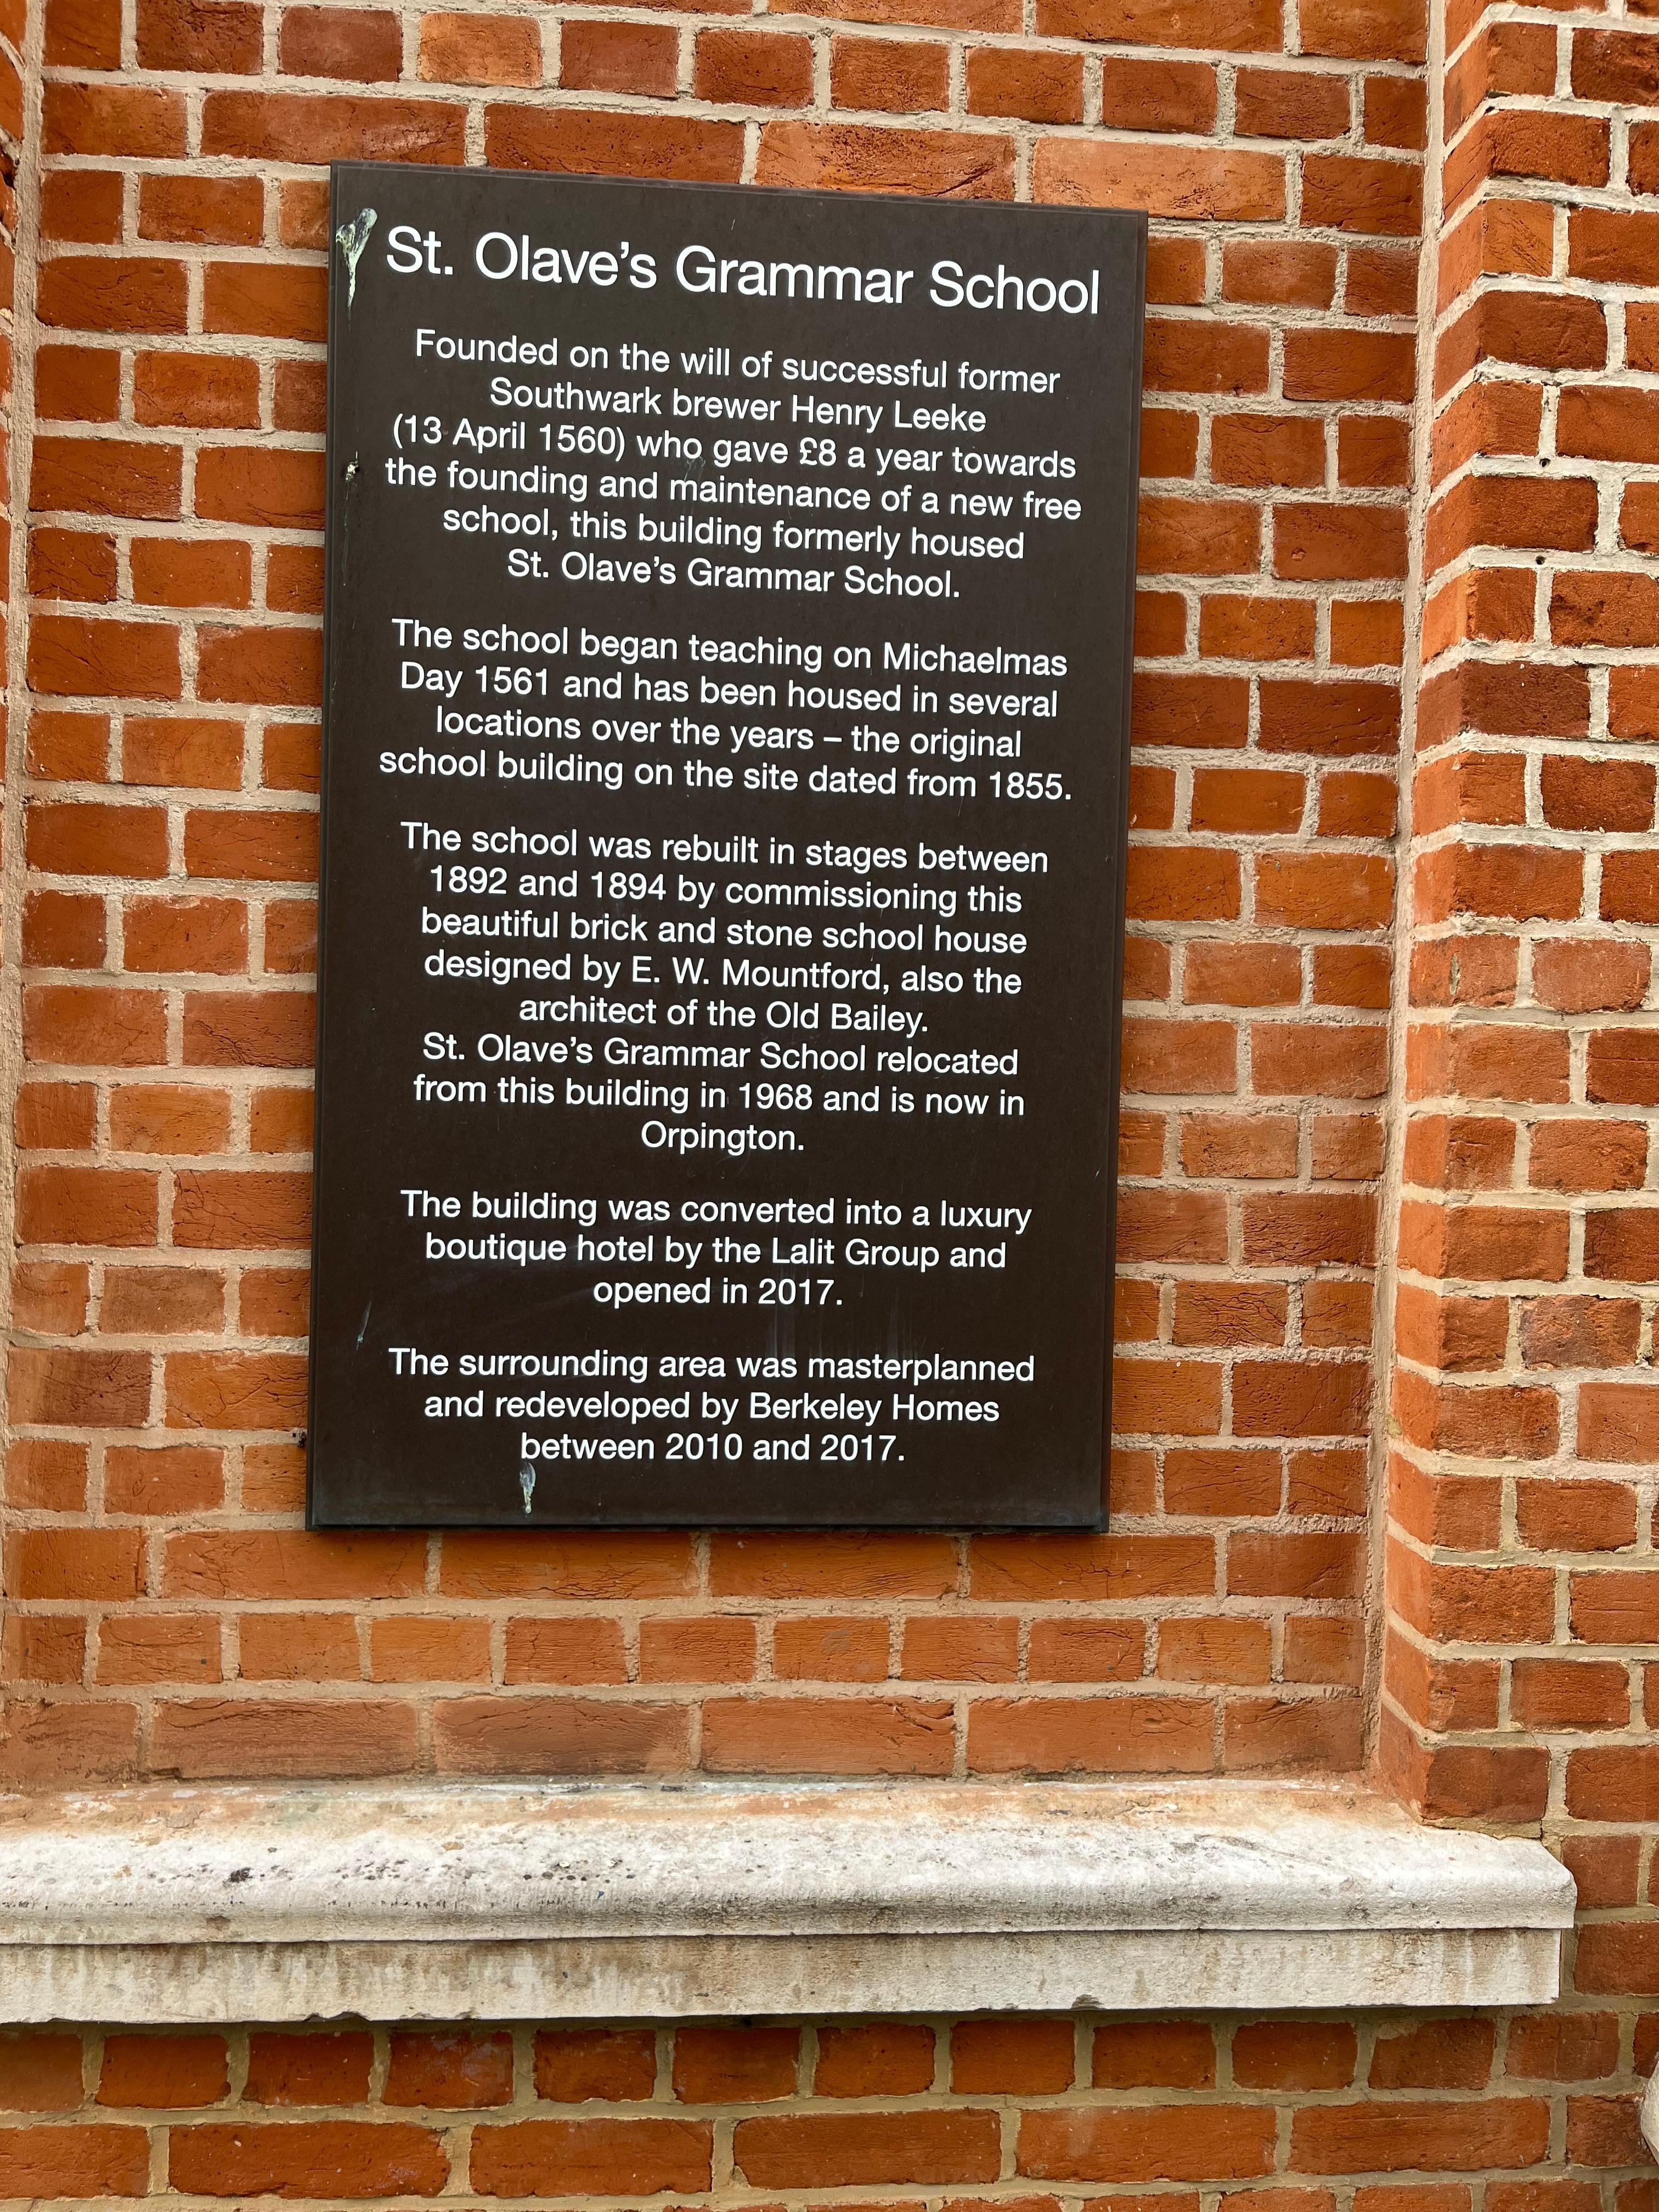 St. Olave's Grammar School
Founded on the will of successful former
Southwark brewer Henry Leeke
(13 April 1560) who gave £8 a year towards
the founding and maintenance of a new free
school, this building formerly housed
St. Olave's Grammar School.
The school began teaching on Michaelmas
Day 1561 and has been housed in several
locations over the years – the original
school building on the site dated from 1855.
The school was rebuilt in stages between
1892 and 1894 by commissioning this
beautiful brick and stone school house
designed by E. W. Mountford, also the
architect of the Old Bailey.
St. Olave's Grammar School relocated
from this building in 1968 and is now in
Orpington.
The building was converted into a luxury
boutique hotel by the Lalit Group and
opened in 2017.
The surrounding area was masterplanned
and redeveloped by Berkeley Homes
between 2010 and 2017.